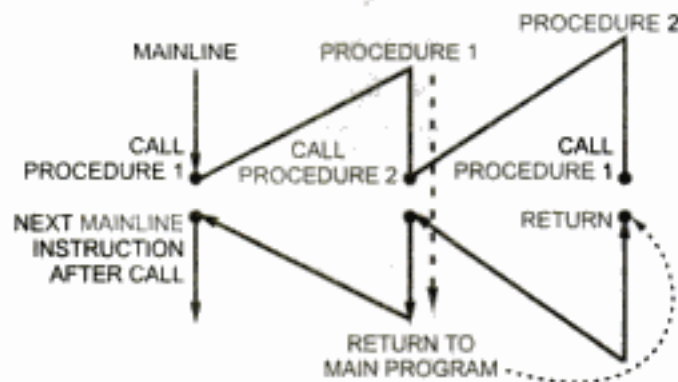 PROCEDURE 2
MAINLINE
PROCEDURE 1
CALL
PROCEDURE 1
CALL
PROCEDURE 2
CALL
PROCEDURE 1
NEXT MAINLINE
INSTRUCTION
AFTER CALL
RETURN
RETURN TO
MAIN PROGRAM